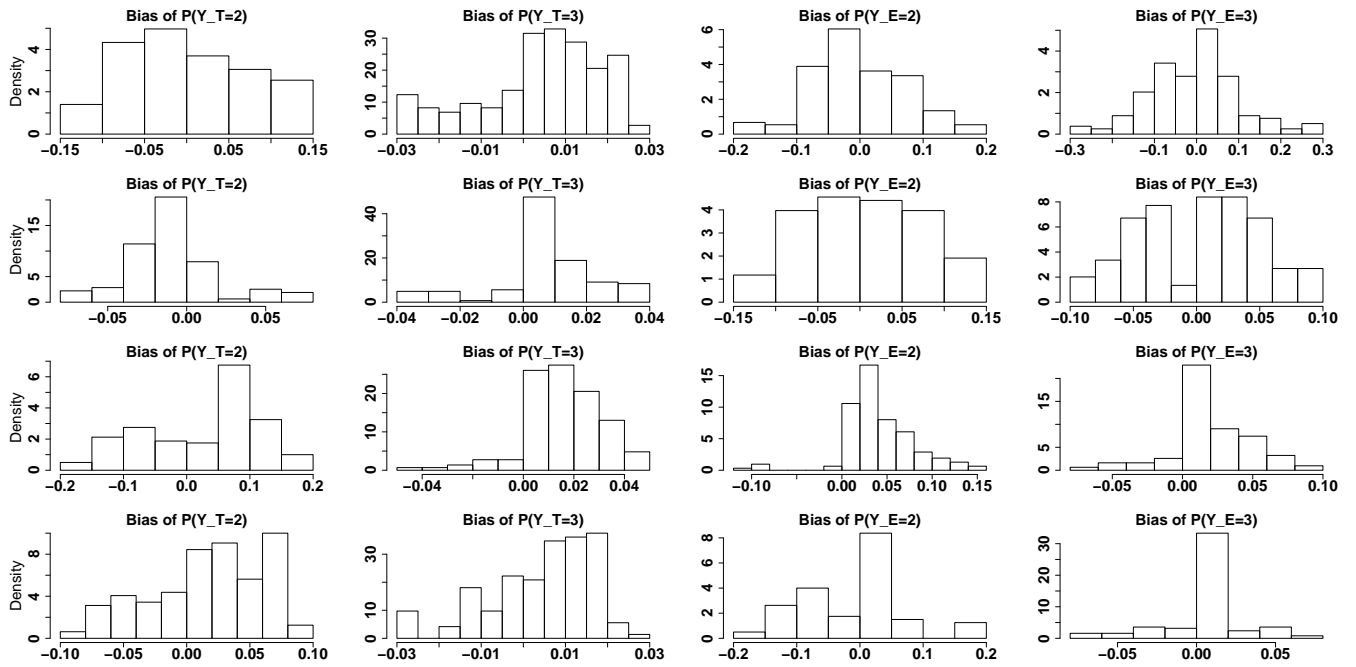 Bias of P(Y_T=2) Bias of P(Y_T=3) Bias of P(Y_E=2) Bias of P(Y_E=3)
Density
0 2 4
0 10 20 30
0 2 4 6
0 2 4
−0.15 −0.05 0.05 0.15
−0.03 −0.01 0.01 0.03
−0.2 −0.1 0.0 0.1 0.2
−0.3 −0.1 0.0 0.1 0.2 0.3
Bias of P(Y_T=2) Bias of P(Y_T=3) Bias of P(Y_E=2) Bias of P(Y_E=3)
Density
0 5 15
0 20 40
0 1 2 3 4
0 2 4 6 8
−0.05 0.00 0.05
−0.04 −0.02 0.00 0.02 0.04
−0.15 −0.05 0.05 0.15
−0.10 −0.05 0.00 0.05 0.10
Bias of P(Y_T=2) Bias of P(Y_T=3) Bias of P(Y_E=2) Bias of P(Y_E=3)
Density
0 2 4 6
0 10 20
0 5 10 15
0 5 15
−0.2 −0.1 0.0 0.1 0.2
−0.04 0.00 0.02 0.04
−0.10 0.00 0.05 0.10 0.15
−0.05 0.00 0.05 0.10
Bias of P(Y_T=2) Bias of P(Y_T=3) Bias of P(Y_E=2) Bias of P(Y_E=3)
Density
0 4 8
0 10 30
0 2 4 6 8
0 10 20 30
−0.10 −0.05 0.00 0.05 0.10
−0.03 −0.01 0.01 0.03
−0.2 −0.1 0.0 0.1 0.2
−0.05 0.00 0.05